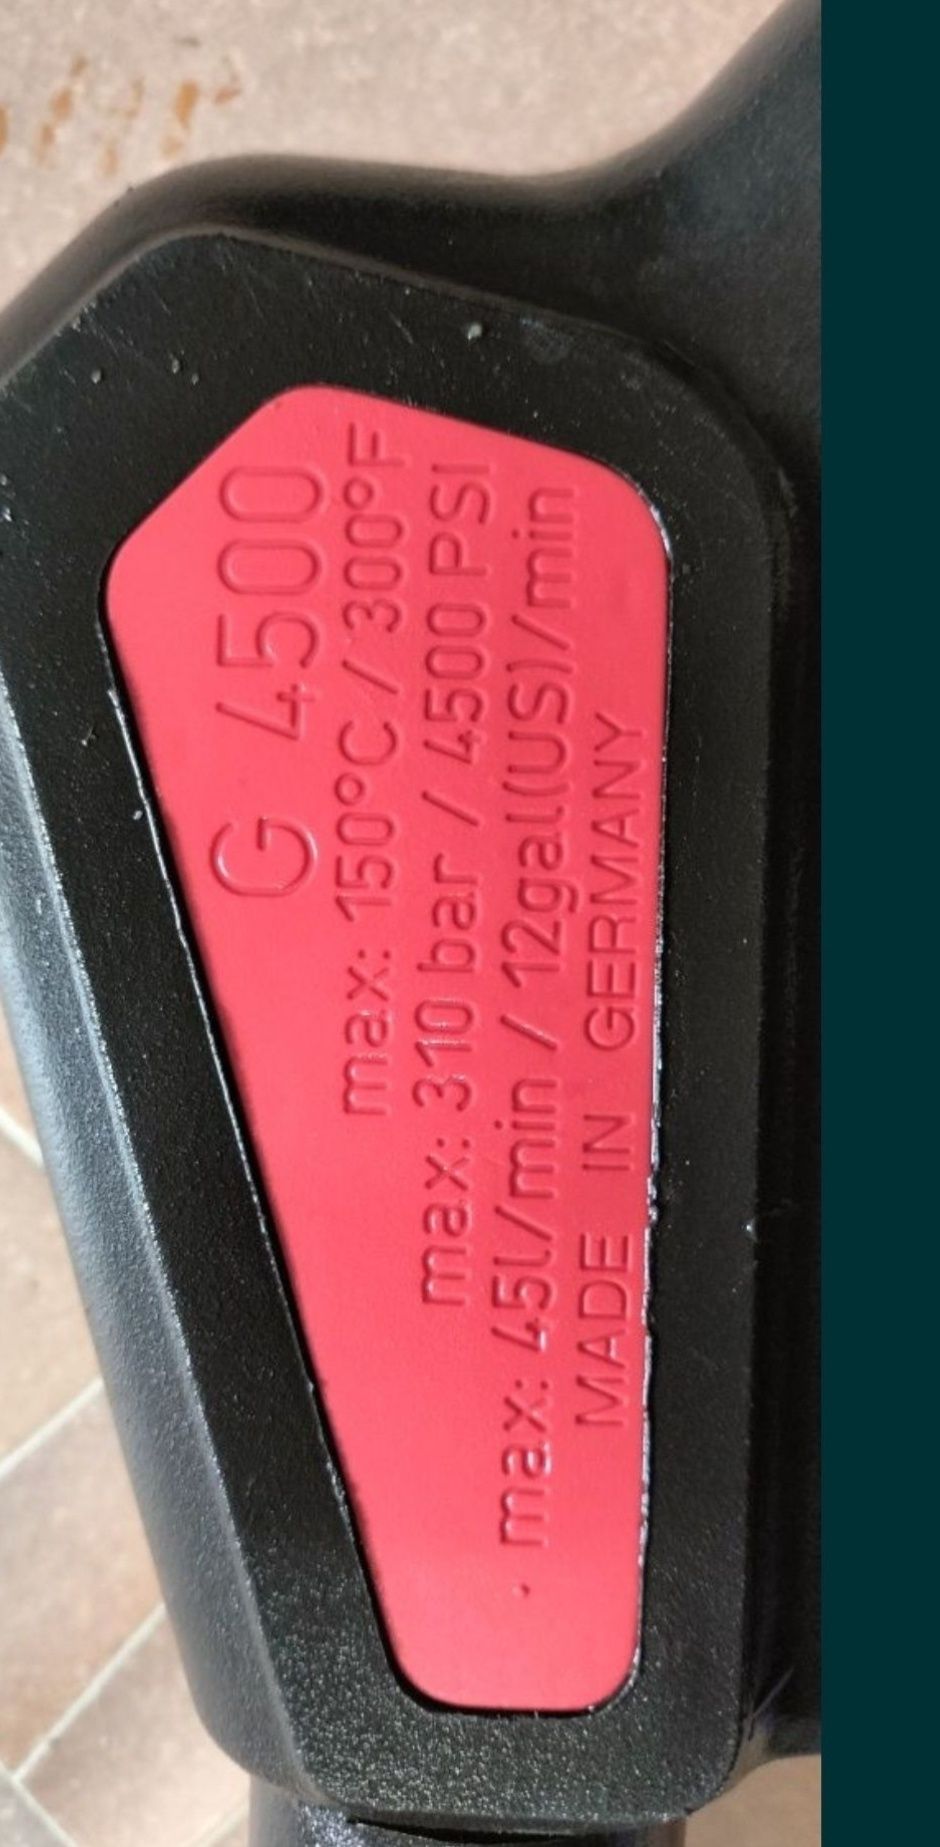 G 4500
max: 150°C / 300°F
max: 310 bar / 4500 PSI
max: 45l/min / 12gal(US)/min
MADE IN GERMANY